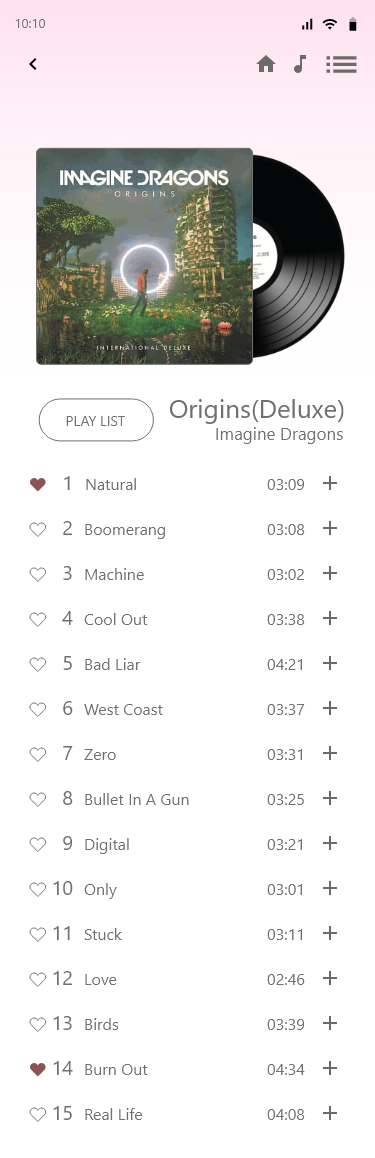 10:10
IMAGINE DRAGONS
ORIGINS
INTERNATIONAL DELUXE
PLAY LIST
Origins(Deluxe)
Imagine Dragons
1 Natural 03:09
2 Boomerang 03:08
3 Machine 03:02
4 Cool Out 03:38
5 Bad Liar 04:21
6 West Coast 03:37
7 Zero 03:31
8 Bullet In A Gun 03:25
9 Digital 03:21
10 Only 03:01
11 Stuck 03:11
12 Love 02:46
13 Birds 03:39
14 Burn Out 04:34
15 Real Life 04:08